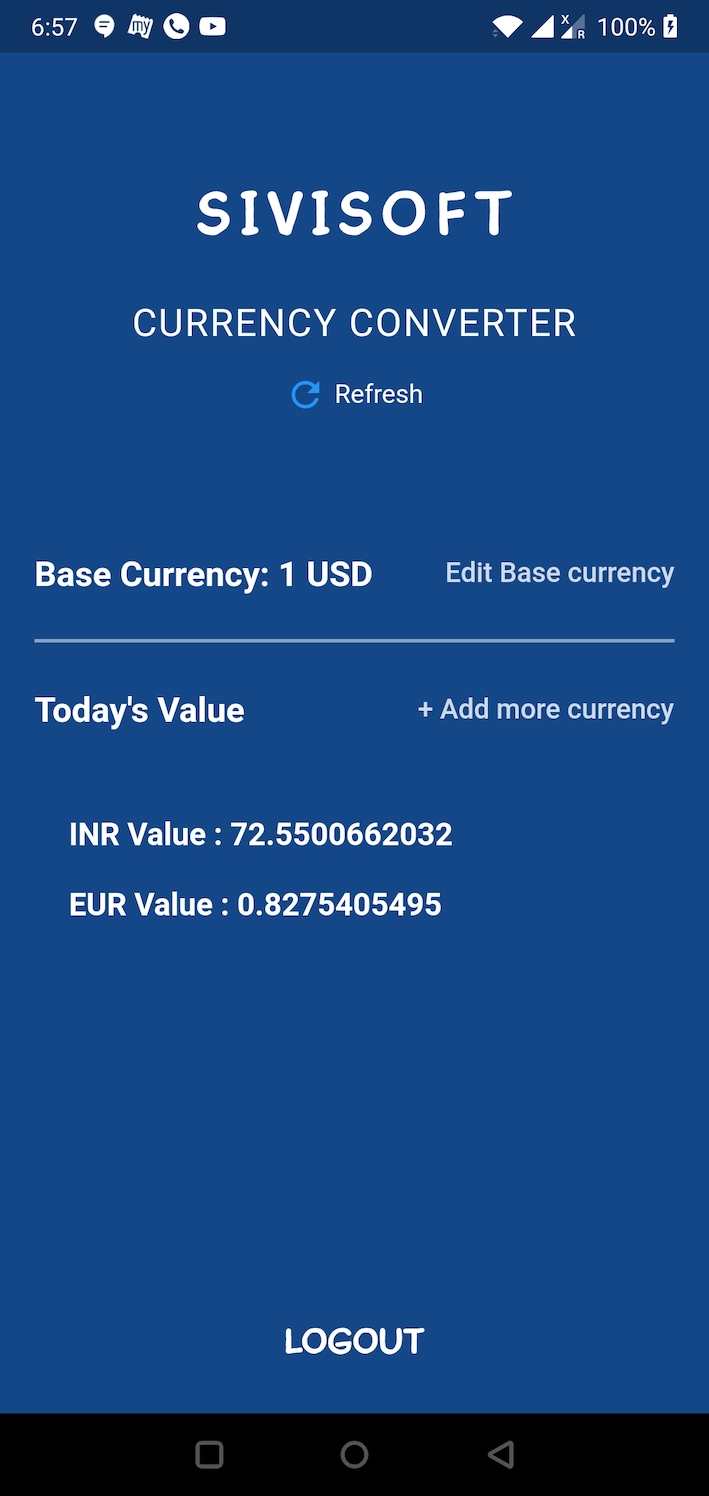 6:57 my X R 100%
SIVISOFT
CURRENCY CONVERTER
Refresh
Base Currency: 1 USD Edit Base currency
Today's Value + Add more currency
INR Value : 72.5500662032
EUR Value : 0.8275405495
LOGOUT